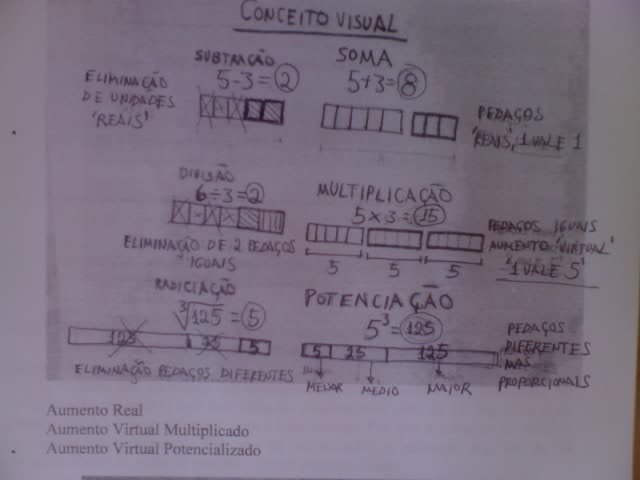 CONCEITO VISUAL
SUBTRAÇÃO
5-3=2
ELIMINAÇÃO
DE UNIDADES
'REAIS'
SOMA
5+3=8
PEDAÇOS
'REAIS', 1 VALE 1
DIVISÃO
6÷3=2
ELIMINAÇÃO DE 2 PEDAÇOS
IGUAIS
MULTIPLICAÇÃO
5×3=15
5 5 5
PEDAÇOS IGUAIS
AUMENTO 'VIRTUAL'
'1 VALE 5'
RADICIAÇÃO
∛125 = 5
125 5
ELIMINAÇÃO PEDAÇOS DIFERENTES
POTENCIAÇÃO
5³=125
5 25 125
MENOR MEDIO MAIOR
PEDAÇOS
DIFERENTES
MAS
PROPORCIONAIS
Aumento Real
Aumento Virtual Multiplicado
Aumento Virtual Potencializado